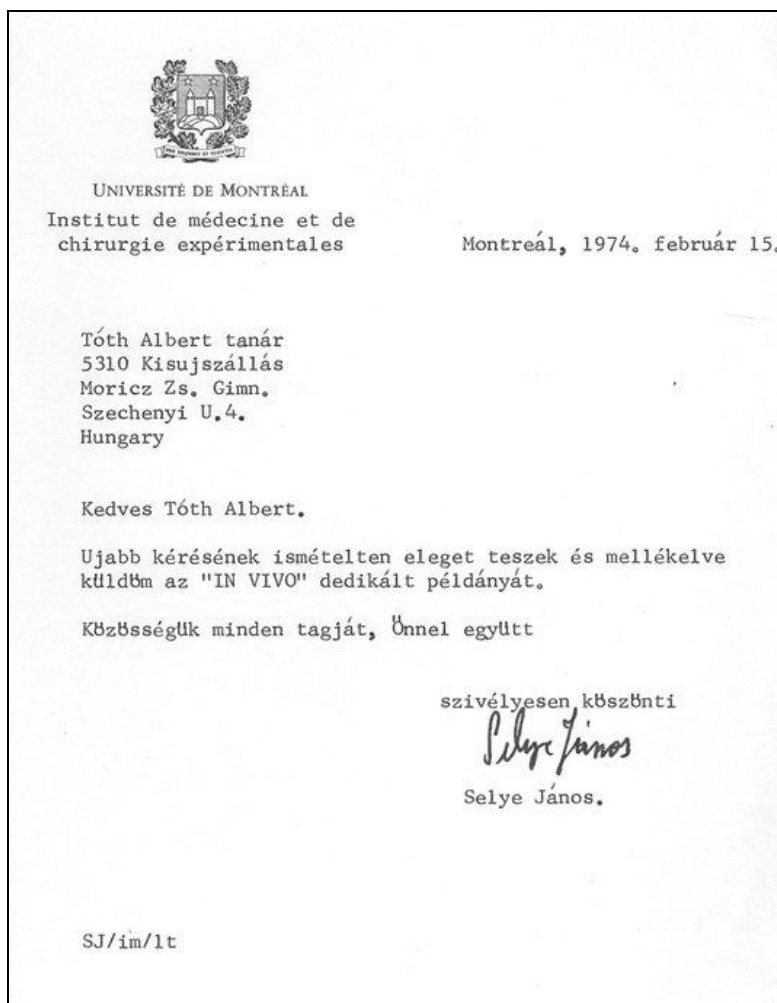 UNIVERSITÉ DE MONTRÉAL
Institut de médecine et de
chirurgie expérimentales
Montreál, 1974. február 15.
Tóth Albert tanár
5310 Kisujszállás
Moricz Zs. Gimn.
Szechenyi U.4.
Hungary
Kedves Tóth Albert.
Ujabb kérésének ismételten eleget teszek és mellékelve
küldöm az "IN VIVO" dedikált példányát.
Közösségük minden tagját, Önnel együtt
szivélyesen köszönti
Selye János
Selye János.
SJ/im/lt